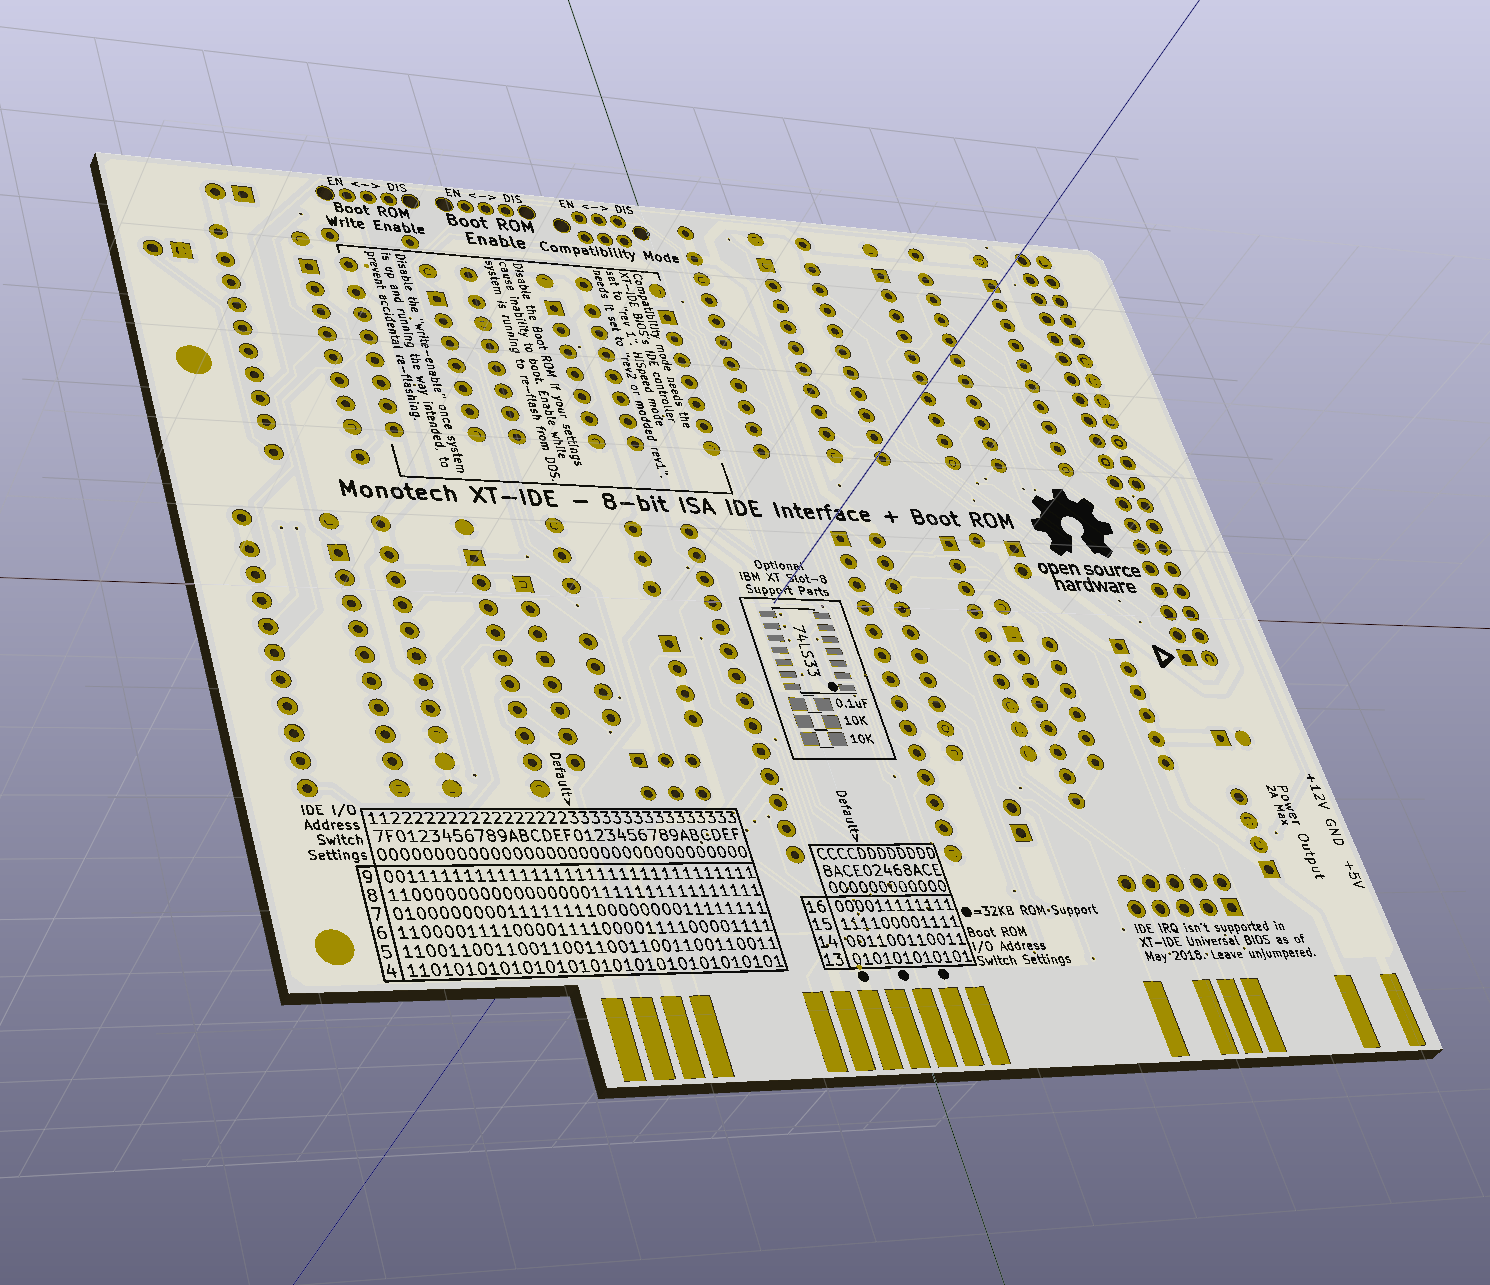 EN <-> DIS
Boot ROM
Write Enable
EN <-> DIS
Boot ROM
Enable
EN <-> DIS
Compatibility Mode
Disable the "write-enable" once system
is up and running the way intended, to
prevent accidental re-flashing.
Disable the Boot ROM if your settings
cause inability to boot. Enable while
system is running to re-flash from DOS.
Compatibility mode needs the
XT-IDE BIOS's IDE controller
set to "rev 1". HiSpeed mode
needs it set to "rev2 or modded rev1".
Monotech XT-IDE - 8-bit ISA IDE Interface + Boot ROM
open source
hardware
Optional
IBM XT Slot-8
Support Parts
74LS33
0.1uF
10K
10K
Default>
IDE I/O
Address
Switch
Settings
1122222222222222223333333333333333
7F0123456789ABCDEF0123456789ABCDEF
0000000000000000000000000000000000
9 0011111111111111111111111111111111
8 1100000000000000001111111111111111
7 0100000000111111110000000011111111
6 1100001111000011110000111100001111
5 1100110011001100110011001100110011
4 1101010101010101010101010101010101
Default>
CCCCDDDDDDDD
8ACE02468ACE
000000000000
16 000011111111
15 111100001111
14 001100110011
13 010101010101
=32KB ROM Support
Boot ROM
I/O Address
Switch Settings
+12V GND +5V
Power Output
2A Max
IDE IRQ isn't supported in
XT-IDE Universal BIOS as of
May 2018. Leave unjumpered.